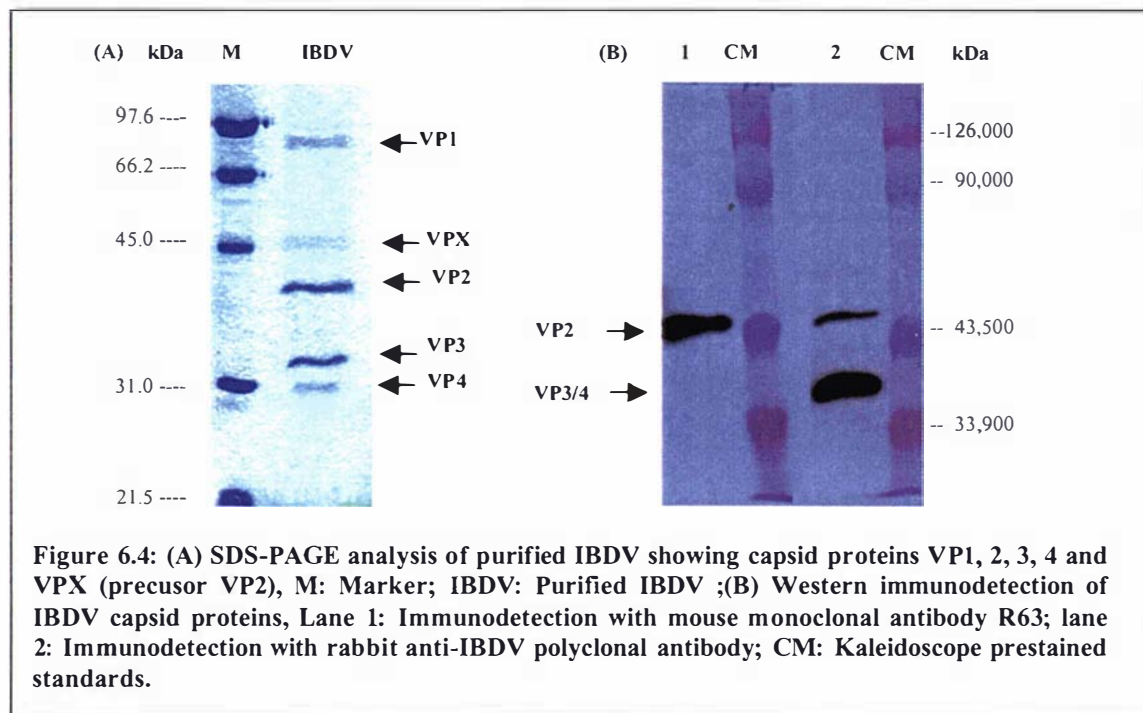 (A) kDa M IBDV (B) 1 CM 2 CM kDa
97.6 ----
VP1
--126,000
66.2 ----
-- 90,000
45.0 ----
VPX
VP2
VP2
-- 43,500
VP3
31.0 ----
VP4
VP3/4
-- 33,900
21.5 ----
Figure 6.4: (A) SDS-PAGE analysis of purified IBDV showing capsid proteins VP1, 2, 3, 4 and
VPX (precusor VP2), M: Marker; IBDV: Purified IBDV ;(B) Western immunodetection of
IBDV capsid proteins, Lane 1: Immunodetection with mouse monoclonal antibody R63; lane
2: Immunodetection with rabbit anti-IBDV polyclonal antibody; CM: Kaleidoscope prestained
standards.